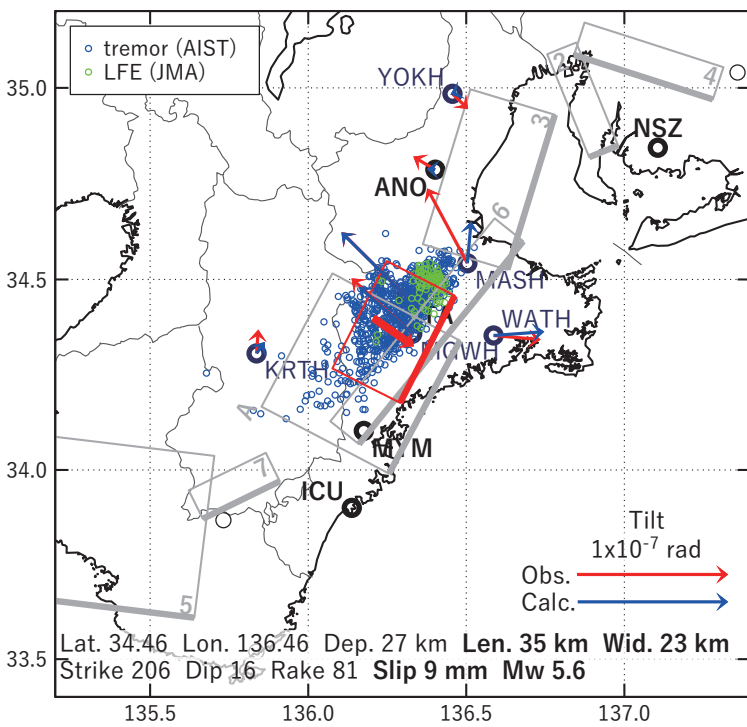 tremor (AIST)
LFE (JMA)
YOKH
2
4
35.0
3
NSZ
ANO
6
34.5
MASH
WATH
MGWH
KRTH
MYM
34.0
7
ICU
Tilt
1x10⁻⁷ rad
Obs.
5
Calc.
Lat. 34.46 Lon. 136.46 Dep. 27 km Len. 35 km Wid. 23 km
33.5
Strike 206 Dip 16 Rake 81 Slip 9 mm Mw 5.6
135.5 136.0 136.5 137.0